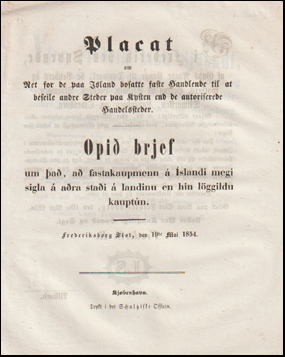 Placat
om
Ret for de paa Island bosatte faste Handlende til at
beseile andre Steder paa Kysten end de autoriserede
Handelssteder.
Opið brjef
um það, að fastakaupmenn á Íslandi megi
sigla á aðra staði á landinu en hin löggildu
kauptún.
Frederiksborg Slot, den 19de Mai 1854.
Kjøbenhavn.
Trykt i det Schultziske Officin.